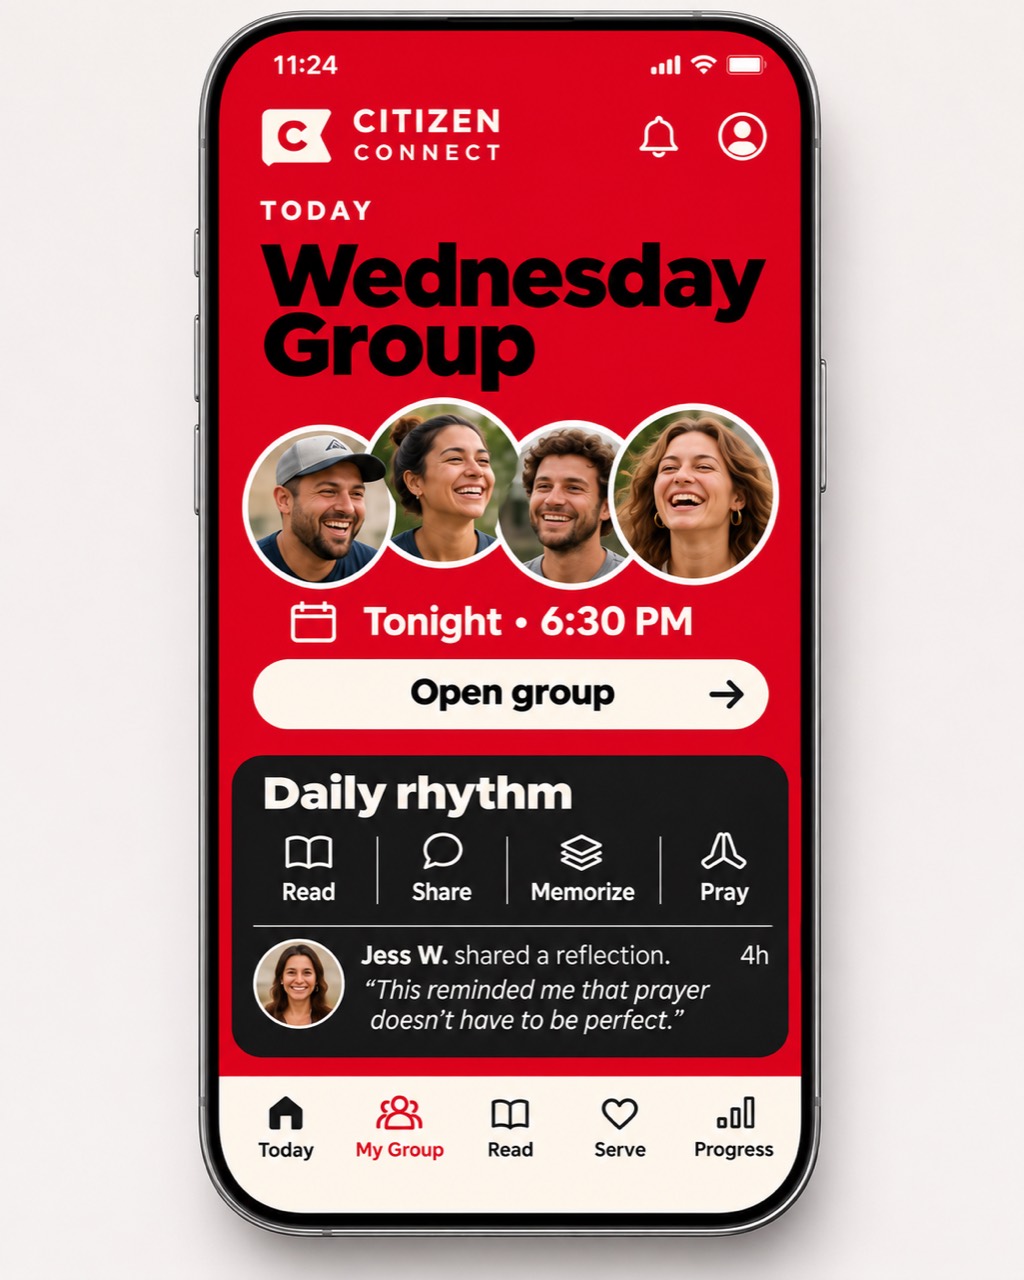 11:24
C
CITIZEN
CONNECT
TODAY
Wednesday
Group
Tonight • 6:30 PM
Open group
Daily rhythm
Read
Share
Memorize
Pray
Jess W. shared a reflection. 4h
“This reminded me that prayer
doesn’t have to be perfect.”
Today
My Group
Read
Serve
Progress